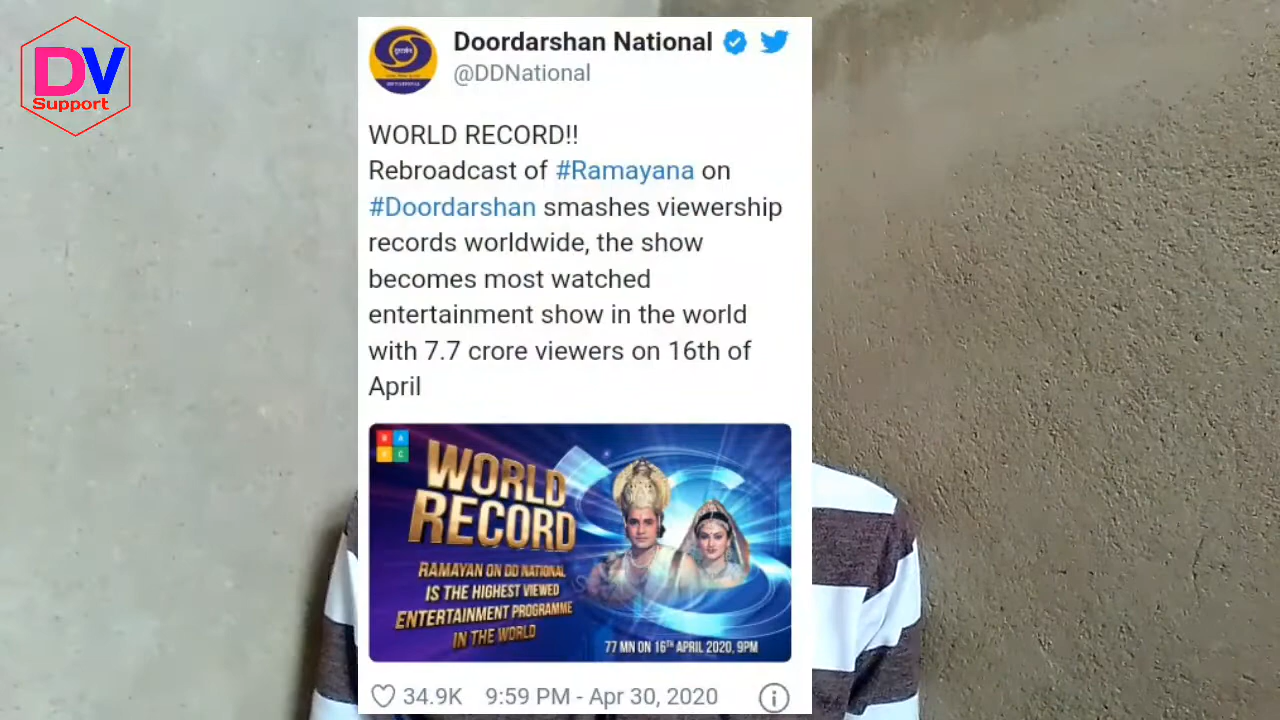 DV
Support
Doordarshan National
@DDNational
WORLD RECORD!!
Rebroadcast of #Ramayana on
#Doordarshan smashes viewership
records worldwide, the show
becomes most watched
entertainment show in the world
with 7.7 crore viewers on 16th of
April
B A
R C
WORLD
RECORD
RAMAYAN ON DD NATIONAL
IS THE HIGHEST VIEWED
ENTERTAINMENT PROGRAMME
IN THE WORLD
77 MN ON 16TH APRIL 2020, 9PM
34.9K 9:59 PM - Apr 30, 2020